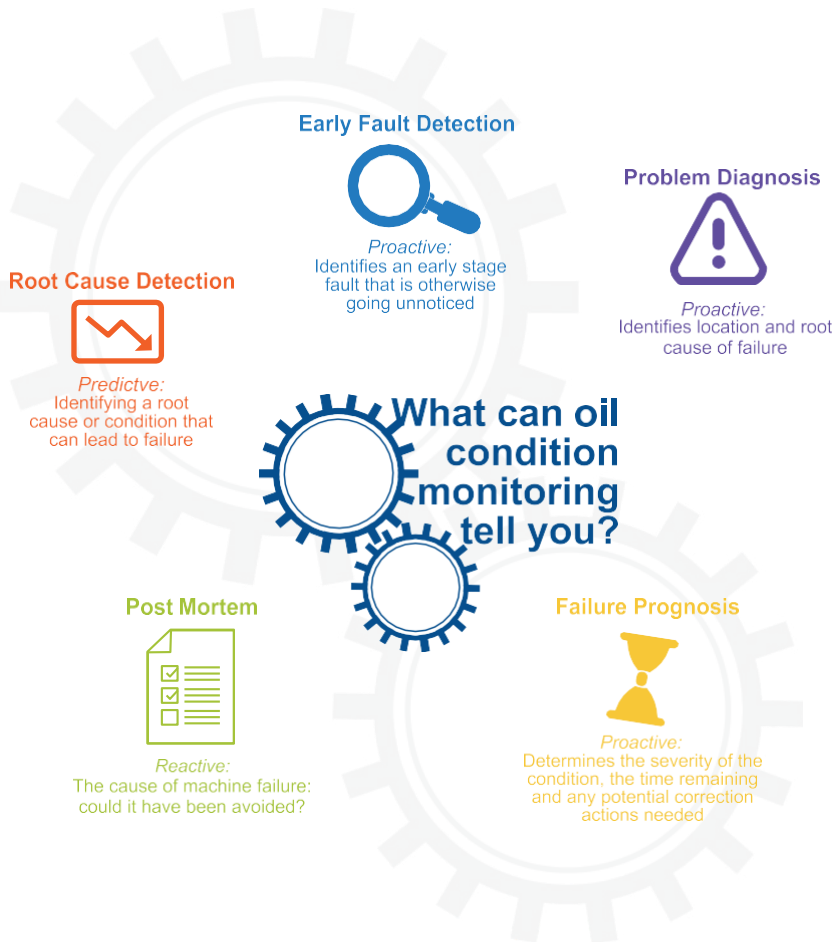 Early Fault Detection
Proactive:
Identifies an early stage
fault that is otherwise
going unnoticed
Problem Diagnosis
Proactive:
Identifies location and root
cause of failure
Root Cause Detection
Predictve:
Identifying a root
cause or condition that
can lead to failure
What can oil
condition
monitoring
tell you?
Post Mortem
Reactive:
The cause of machine failure:
could it have been avoided?
Failure Prognosis
Proactive:
Determines the severity of the
condition, the time remaining
and any potential correction
actions needed